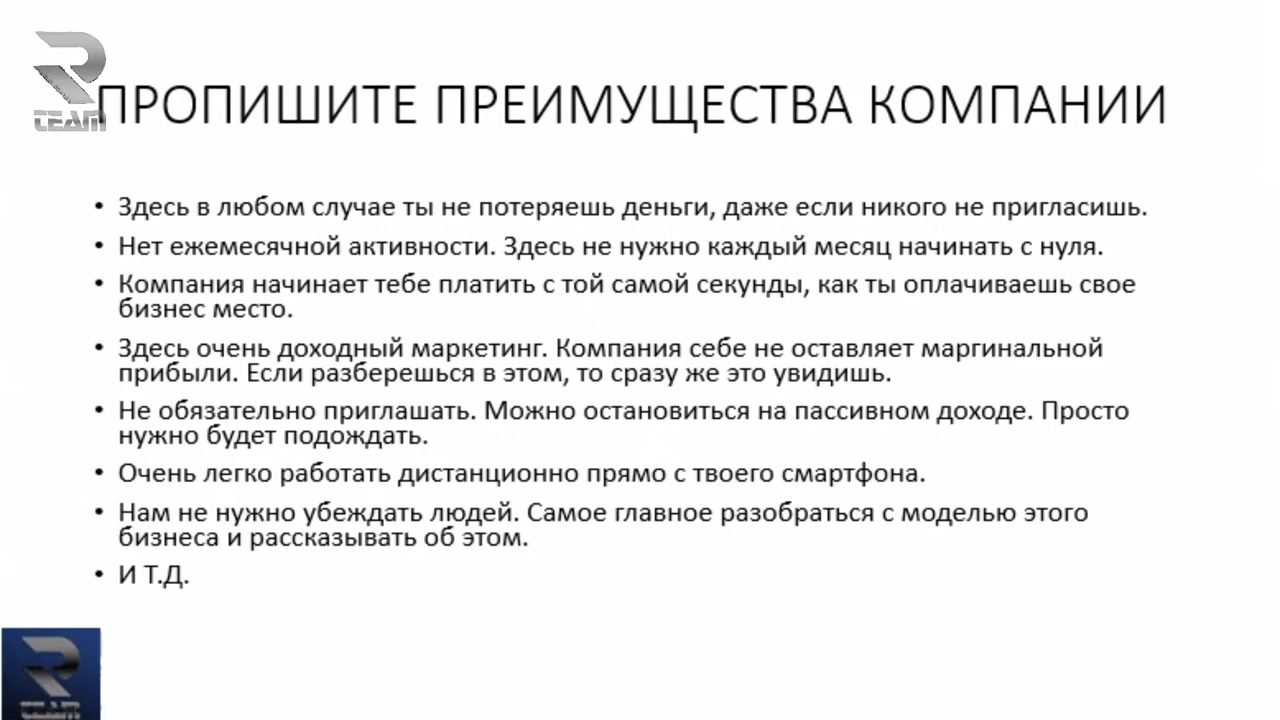 TEAM
ПРОПИШИТЕ ПРЕИМУЩЕСТВА КОМПАНИИ
• Здесь в любом случае ты не потеряешь деньги, даже если никого не пригласишь.
• Нет ежемесячной активности. Здесь не нужно каждый месяц начинать с нуля.
• Компания начинает тебе платить с той самой секунды, как ты оплачиваешь свое
бизнес место.
• Здесь очень доходный маркетинг. Компания себе не оставляет маргинальной
прибыли. Если разберешься в этом, то сразу же это увидишь.
• Не обязательно приглашать. Можно остановиться на пассивном доходе. Просто
нужно будет подождать.
• Очень легко работать дистанционно прямо с твоего смартфона.
• Нам не нужно убеждать людей. Самое главное разобраться с моделью этого
бизнеса и рассказывать об этом.
• И Т.Д.
TEAM